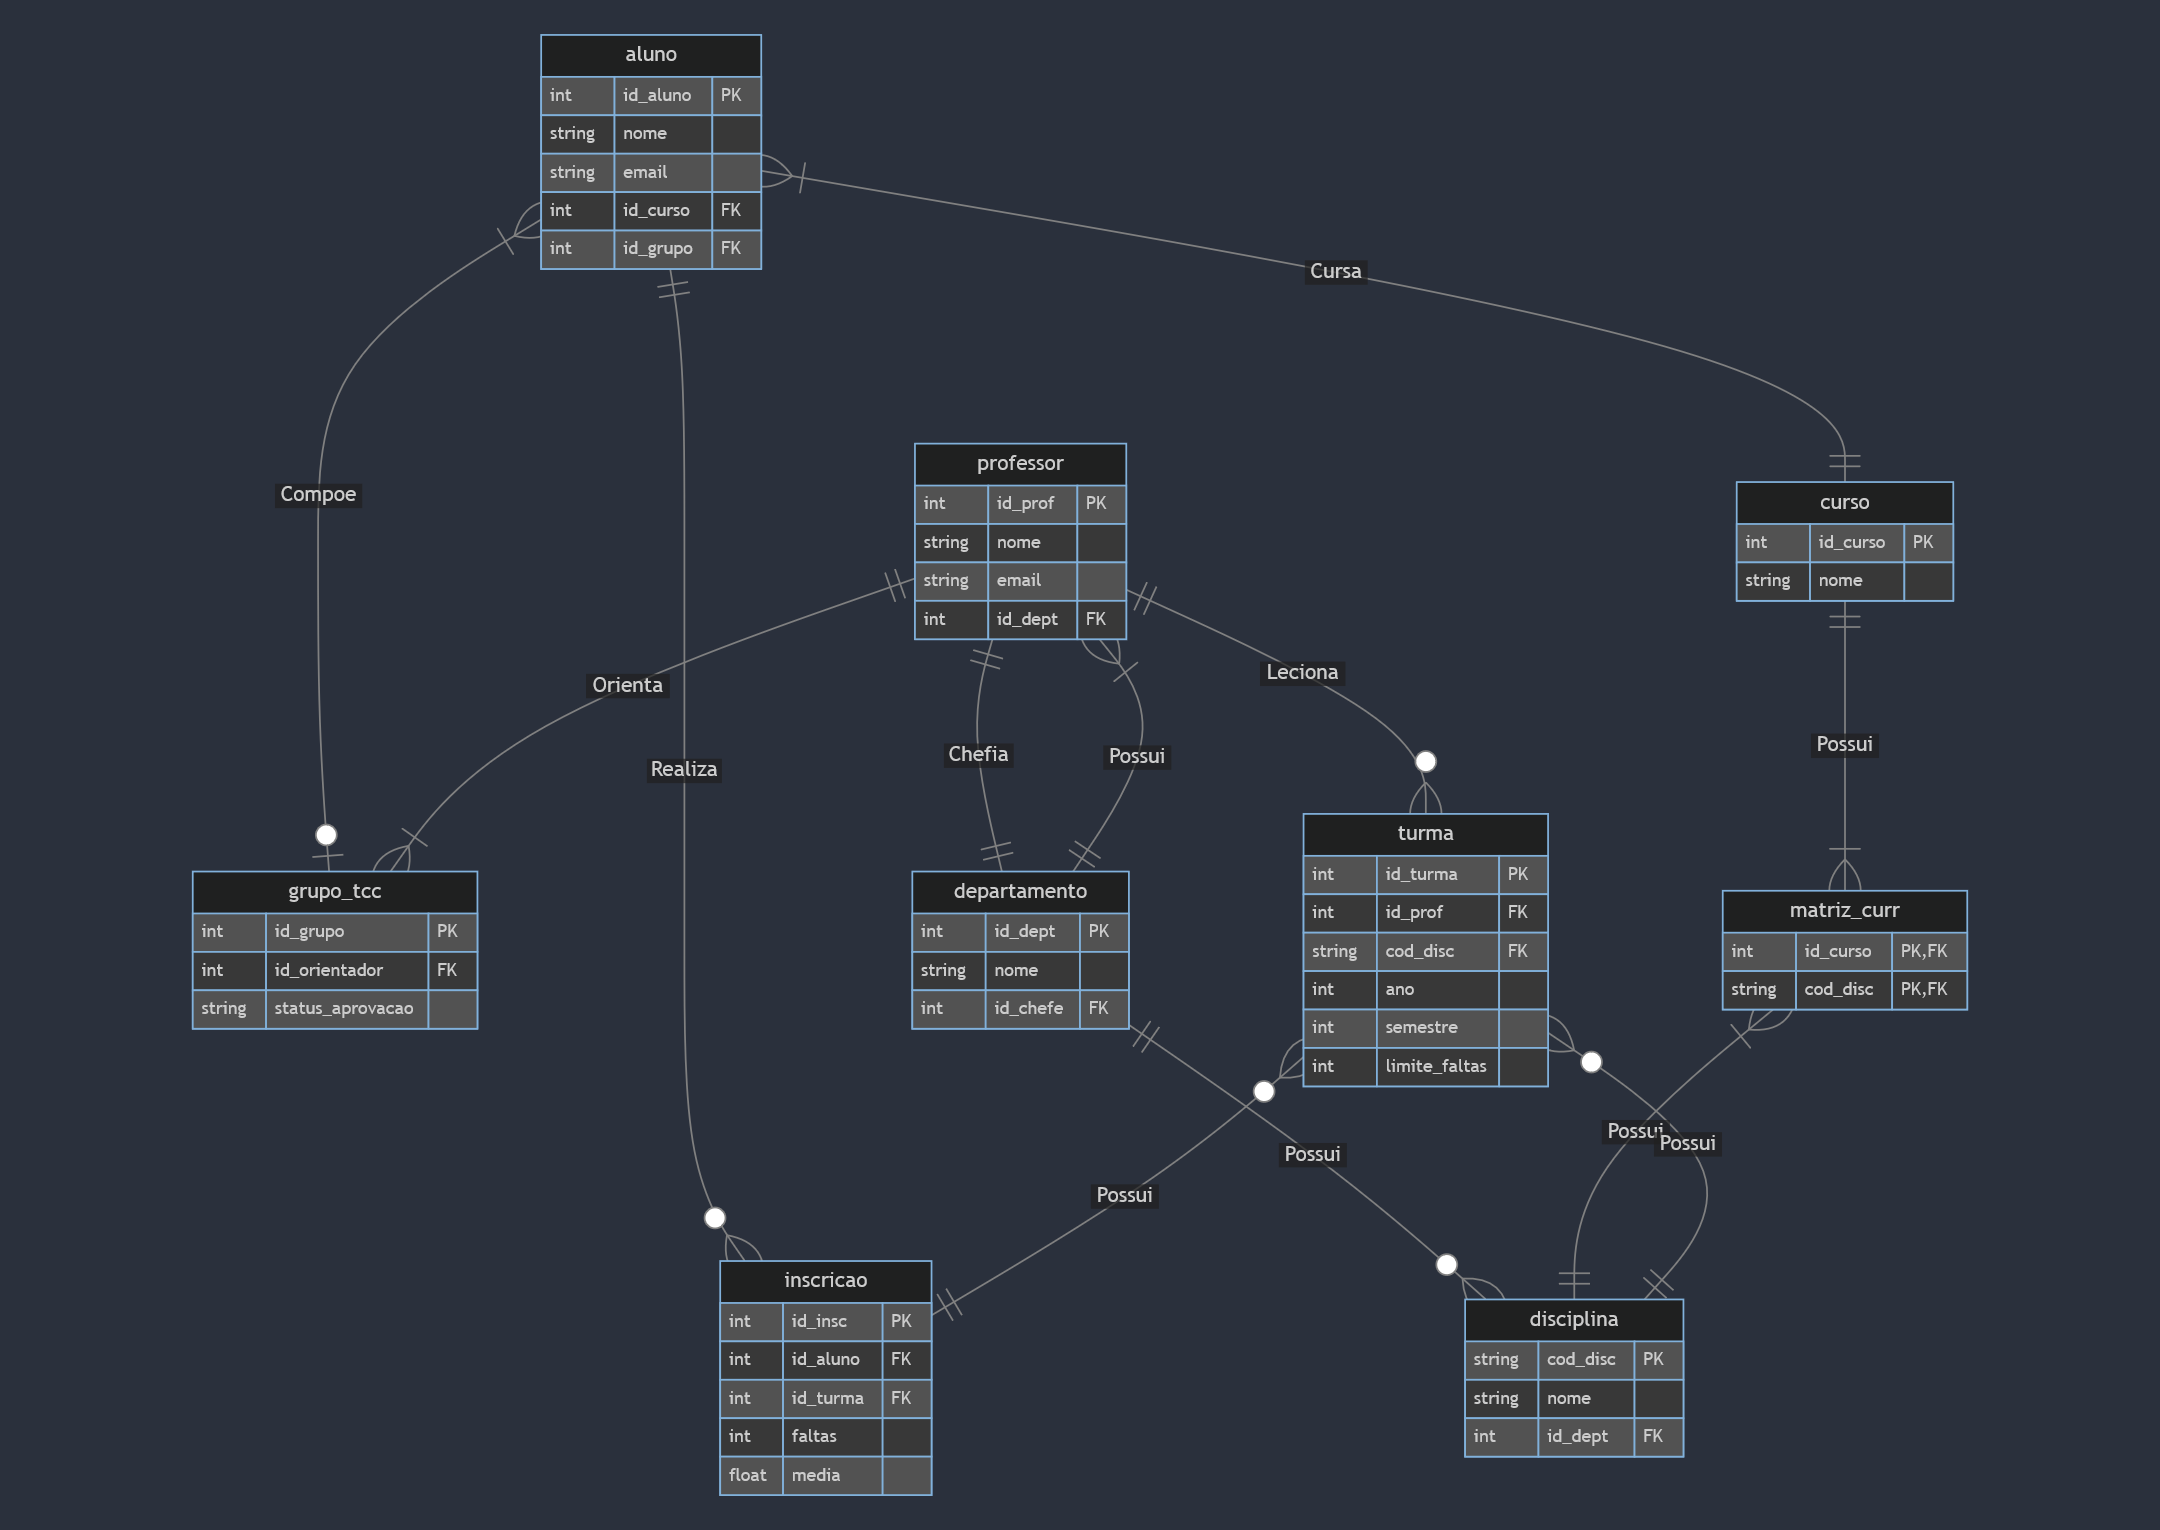 aluno
int id_aluno PK
string nome
string email
int id_curso FK
int id_grupo FK
Cursa
Compoe
professor
int id_prof PK
string nome
string email
int id_dept FK
curso
int id_curso PK
string nome
Orienta
Leciona
Realiza
Chefia
Possui
Possui
grupo_tcc
int id_grupo PK
int id_orientador FK
string status_aprovacao
departamento
int id_dept PK
string nome
int id_chefe FK
turma
int id_turma PK
int id_prof FK
string cod_disc FK
int ano
int semestre
int limite_faltas
matriz_curr
int id_curso PK,FK
string cod_disc PK,FK
Possui
Possui
Possui
Possui
inscricao
int id_insc PK
int id_aluno FK
int id_turma FK
int faltas
float media
disciplina
string cod_disc PK
string nome
int id_dept FK